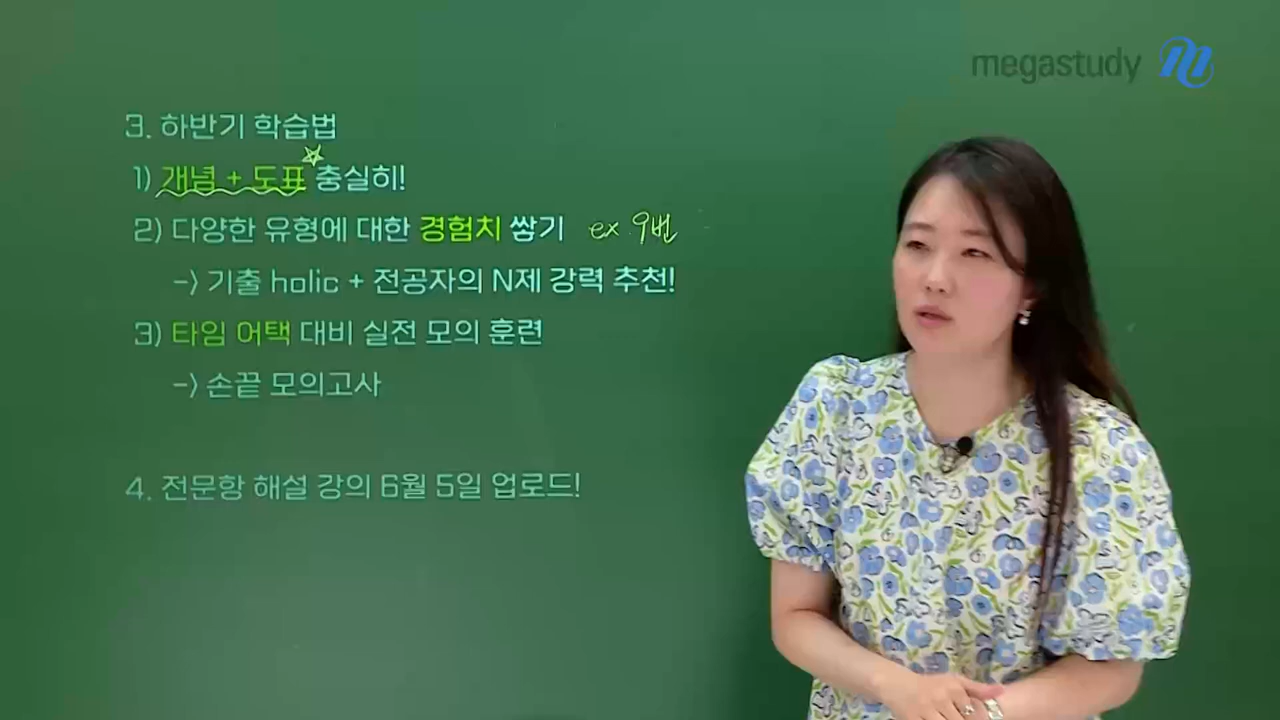 megastudy
3. 하반기 학습법
1) 개념 + 도표 충실히!
2) 다양한 유형에 대한 경험치 쌓기 ex 9번
-> 기출 holic + 전공자의 N제 강력 추천!
3) 타임 어택 대비 실전 모의 훈련
-> 손끝 모의고사
4. 전문항 해설 강의 6월 5일 업로드!